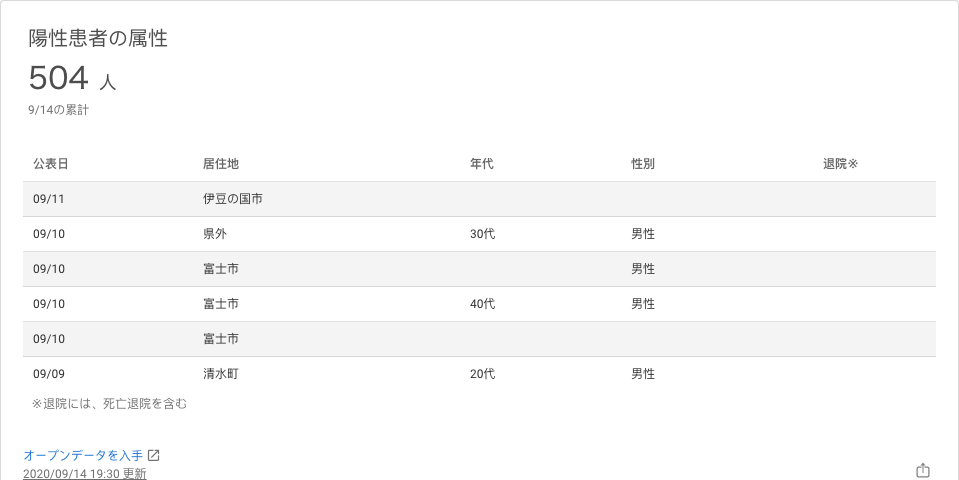 陽性患者の属性
504 人
9/14の累計
公表日 居住地 年代 性別 退院※
09/11 伊豆の国市
09/10 県外 30代 男性
09/10 富士市 男性
09/10 富士市 40代 男性
09/10 富士市
09/09 清水町 20代 男性
※退院には、死亡退院を含む
オープンデータを入手
2020/09/14 19:30 更新